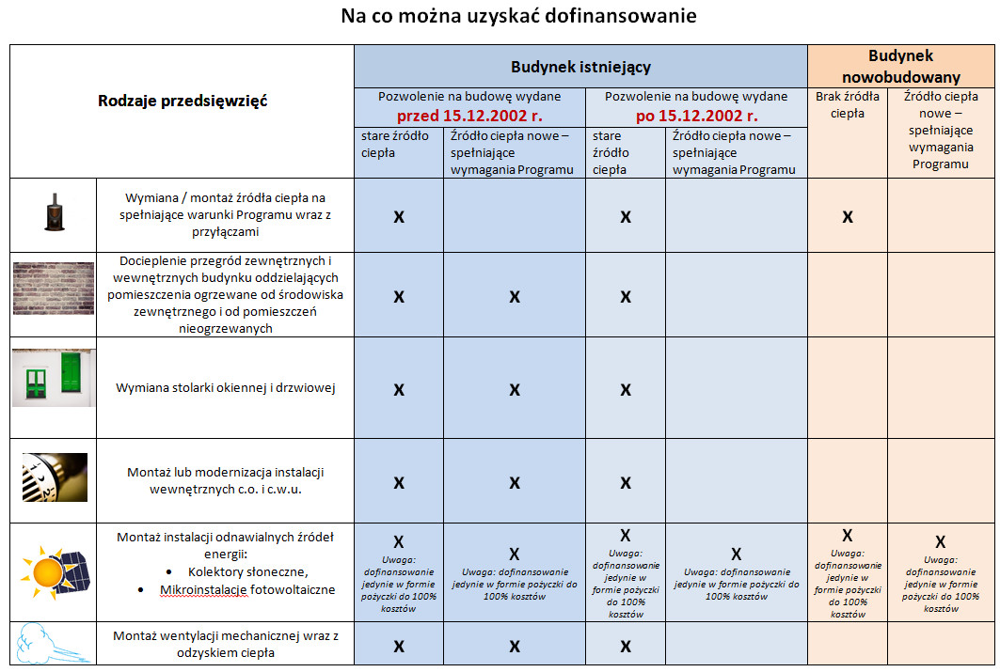 Na co można uzyskać dofinansowanie
Rodzaje przedsięwzięć
Budynek istniejący
Budynek
nowobudowany
Pozwolenie na budowę wydane
przed 15.12.2002 r.
Pozwolenie na budowę wydane
po 15.12.2002 r.
Brak źródła
ciepła
Źródło ciepła
nowe –
spełniające
wymagania
Programu
stare źródło
ciepła
Źródło ciepła nowe –
spełniające
wymagania Programu
stare
źródło
ciepła
Źródło ciepła nowe –
spełniające
wymagania Programu
Wymiana / montaż źródła ciepła na
spełniające warunki Programu wraz z
przyłączami
X
X
X
Docieplenie przegród zewnętrznych i
wewnętrznych budynku oddzielających
pomieszczenia ogrzewane od środowiska
zewnętrznego i od pomieszczeń
nieogrzewanych
X
X
X
Wymiana stolarki okiennej i drzwiowej
X
X
X
Montaż lub modernizacja instalacji
wewnętrznych c.o. i c.w.u.
X
X
X
Montaż instalacji odnawialnych źródeł
energii:
• Kolektory słoneczne,
• Mikroinstalacje fotowoltaiczne
X
Uwaga:
dofinansowanie
jedynie w formie
pożyczki do 100%
kosztów
X
Uwaga: dofinansowanie
jedynie w formie pożyczki do
100% kosztów
X
Uwaga:
dofinansowanie
jedynie w
formie pożyczki
do 100%
kosztów
X
Uwaga: dofinansowanie
jedynie w formie pożyczki do
100% kosztów
X
Uwaga:
dofinansowanie
jedynie w
formie pożyczki
do 100%
kosztów
X
Uwaga:
dofinansowanie
jedynie w formie
pożyczki do 100%
kosztów
Montaż wentylacji mechanicznej wraz z
odzyskiem ciepła
X
X
X